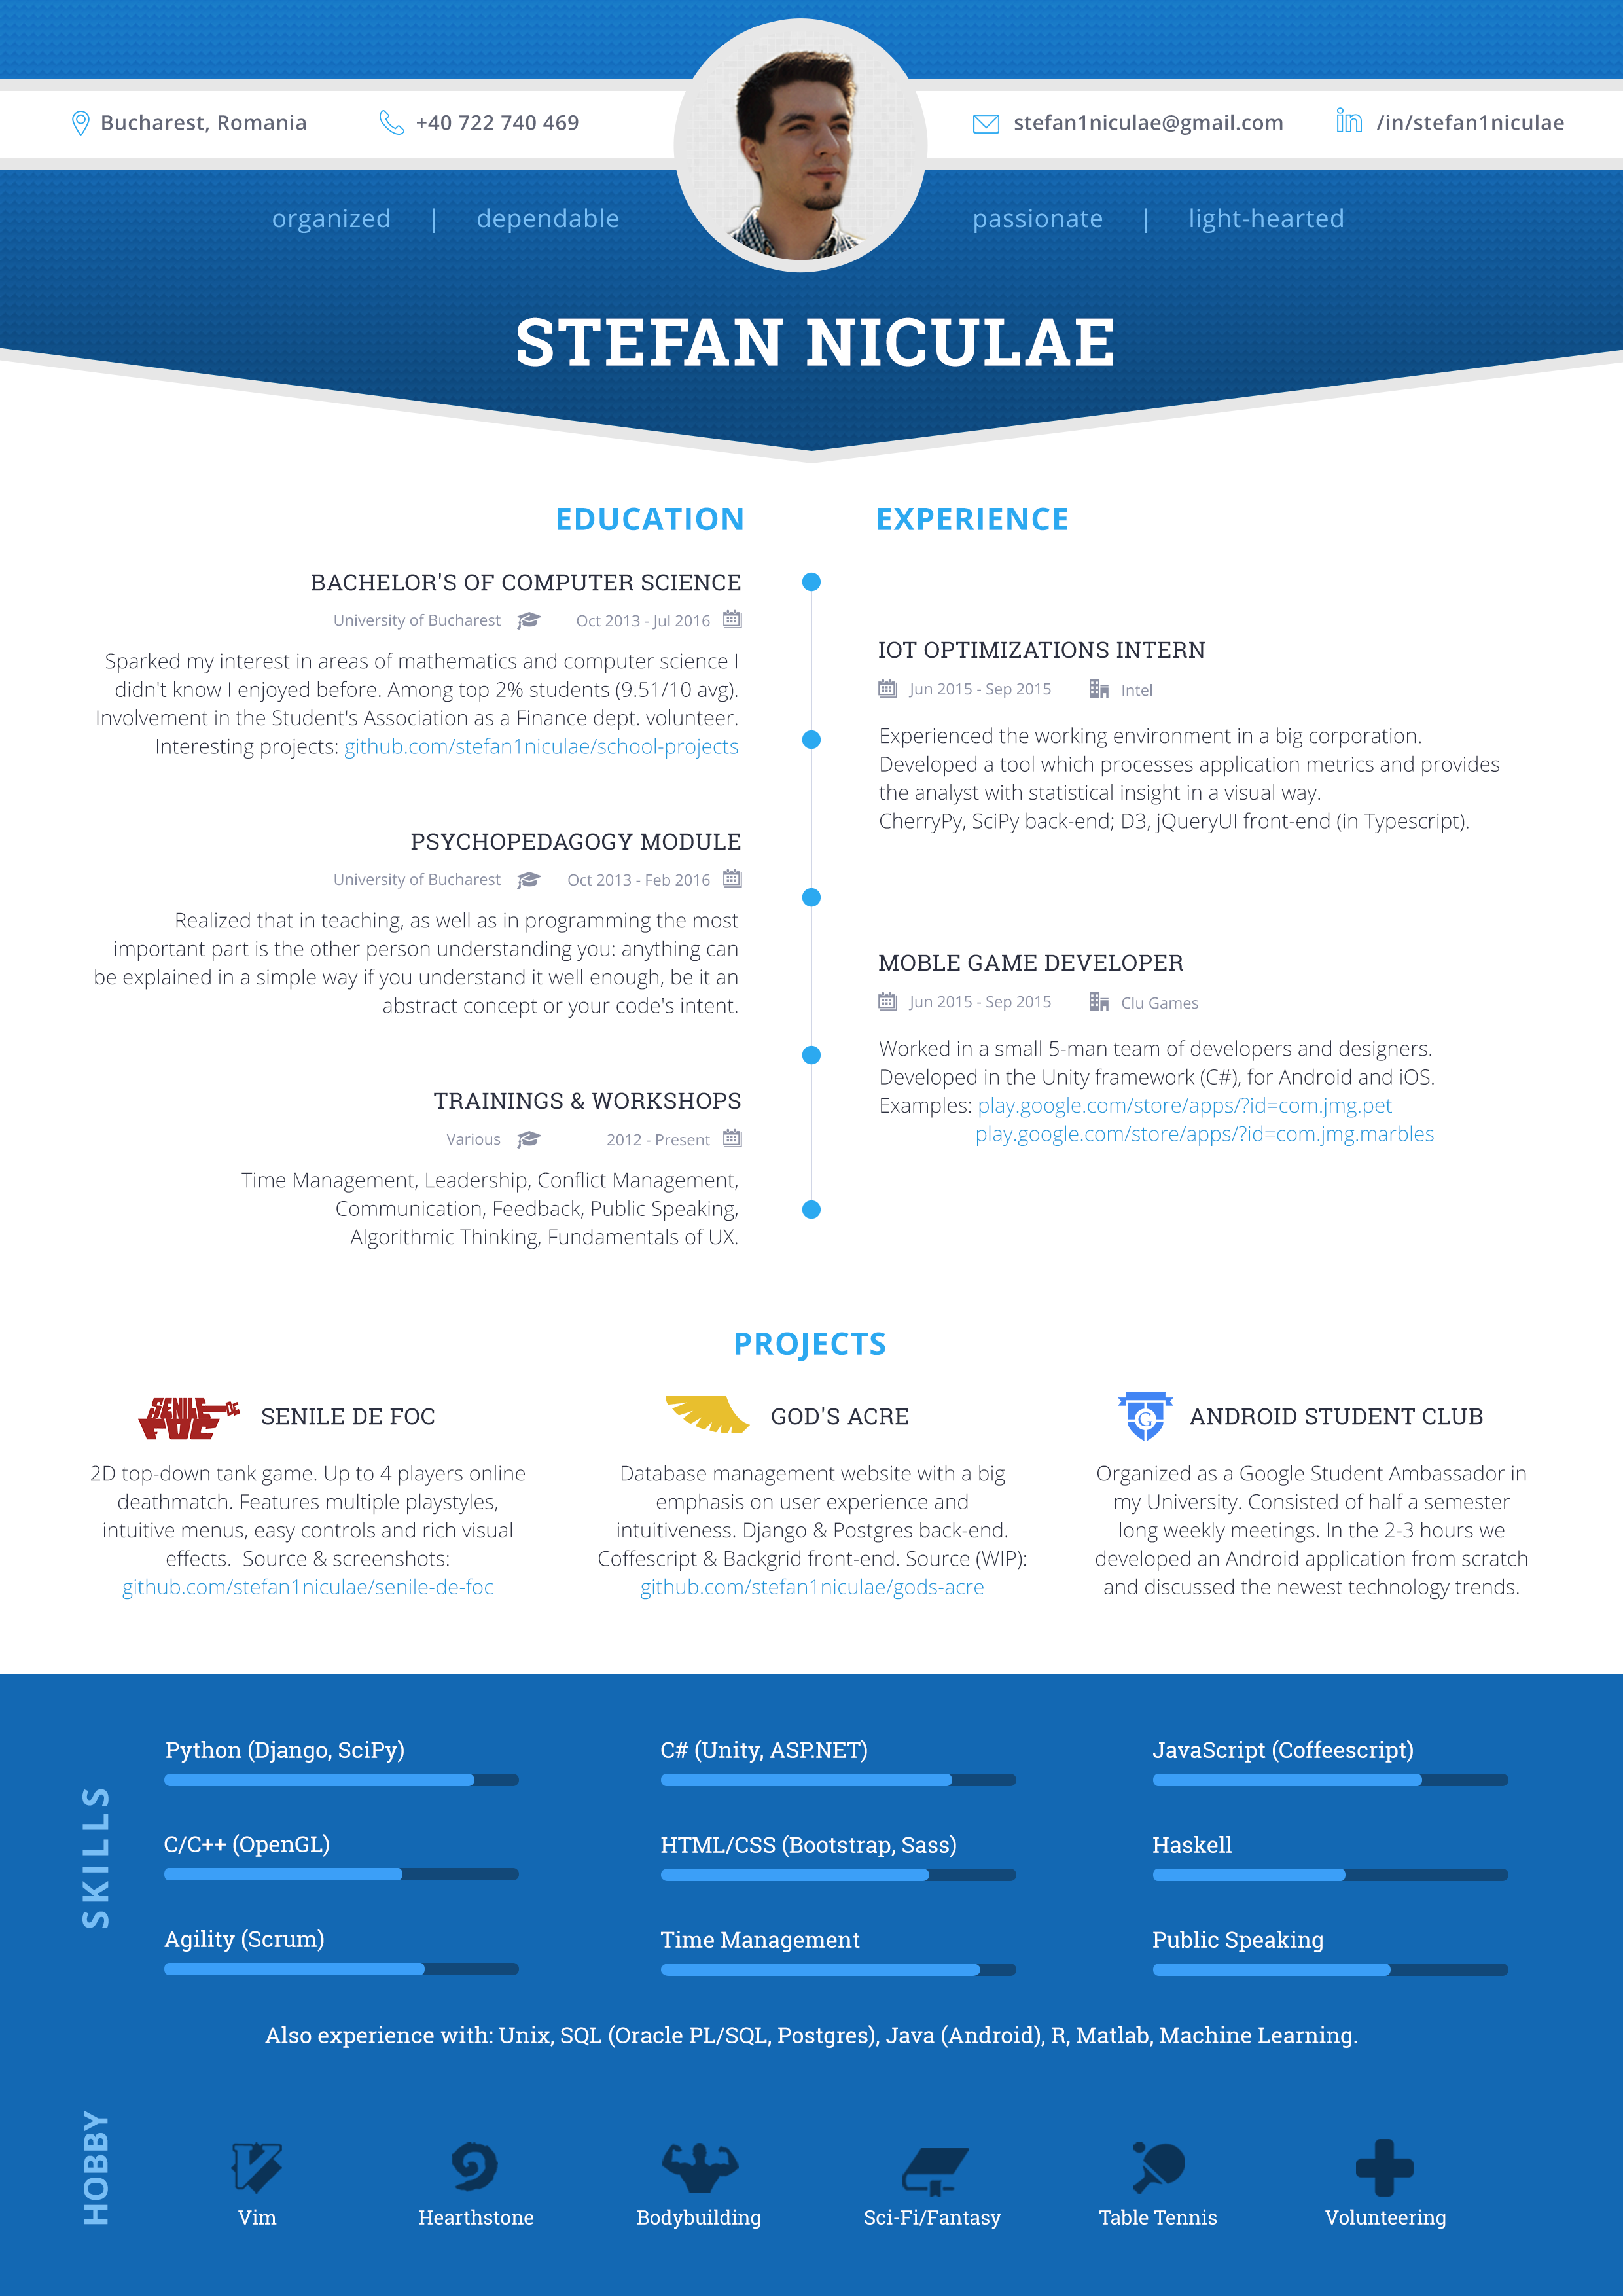 Bucharest, Romania
+40 722 740 469
stefan1niculae@gmail.com
in /in/stefan1niculae
organized | dependable
passionate | light-hearted
STEFAN NICULAE
EDUCATION
BACHELOR'S OF COMPUTER SCIENCE
University of Bucharest Oct 2013 - Jul 2016
Sparked my interest in areas of mathematics and computer science I
didn't know I enjoyed before. Among top 2% students (9.51/10 avg).
Involvement in the Student's Association as a Finance dept. volunteer.
Interesting projects: github.com/stefan1niculae/school-projects
PSYCHOPEDAGOGY MODULE
University of Bucharest Oct 2013 - Feb 2016
Realized that in teaching, as well as in programming the most
important part is the other person understanding you: anything can
be explained in a simple way if you understand it well enough, be it an
abstract concept or your code's intent.
TRAININGS & WORKSHOPS
Various 2012 - Present
Time Management, Leadership, Conflict Management,
Communication, Feedback, Public Speaking,
Algorithmic Thinking, Fundamentals of UX.
EXPERIENCE
IOT OPTIMIZATIONS INTERN
Jun 2015 - Sep 2015 Intel
Experienced the working environment in a big corporation.
Developed a tool which processes application metrics and provides
the analyst with statistical insight in a visual way.
CherryPy, SciPy back-end; D3, jQueryUI front-end (in Typescript).
MOBLE GAME DEVELOPER
Jun 2015 - Sep 2015 Clu Games
Worked in a small 5-man team of developers and designers.
Developed in the Unity framework (C#), for Android and iOS.
Examples: play.google.com/store/apps/?id=com.jmg.pet
play.google.com/store/apps/?id=com.jmg.marbles
PROJECTS
SENILE DE FOC
SENILE DE FOC
2D top-down tank game. Up to 4 players online
deathmatch. Features multiple playstyles,
intuitive menus, easy controls and rich visual
effects.  Source & screenshots:
github.com/stefan1niculae/senile-de-foc
GOD'S ACRE
Database management website with a big
emphasis on user experience and
intuitiveness. Django & Postgres back-end.
Coffescript & Backgrid front-end. Source (WIP):
github.com/stefan1niculae/gods-acre
G
ANDROID STUDENT CLUB
Organized as a Google Student Ambassador in
my University. Consisted of half a semester
long weekly meetings. In the 2-3 hours we
developed an Android application from scratch
and discussed the newest technology trends.
SKILLS
Python (Django, SciPy)
C# (Unity, ASP.NET)
JavaScript (Coffeescript)
C/C++ (OpenGL)
HTML/CSS (Bootstrap, Sass)
Haskell
Agility (Scrum)
Time Management
Public Speaking
Also experience with: Unix, SQL (Oracle PL/SQL, Postgres), Java (Android), R, Matlab, Machine Learning.
HOBBY
Vim
Hearthstone
Bodybuilding
Sci-Fi/Fantasy
Table Tennis
Volunteering